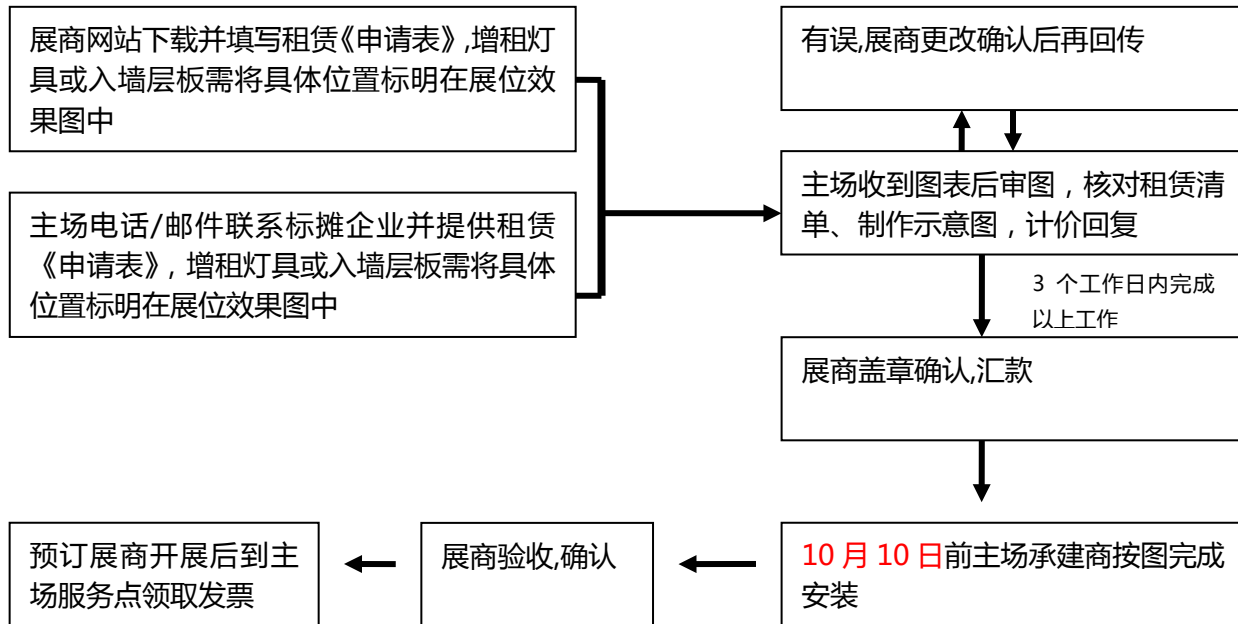 展商网站下载并填写租赁《申请表》,增租灯
具或入墙层板需将具体位置标明在展位效
果图中
主场电话/邮件联系标摊企业并提供租赁
《申请表》, 增租灯具或入墙层板需将具体
位置标明在展位效果图中
有误,展商更改确认后再回传
主场收到图表后审图，核对租赁清
单、制作示意图，计价回复
3 个工作日内完成
以上工作
展商盖章确认,汇款
10 月 10 日前主场承建商按图完成
安装
展商验收,确认
预订展商开展后到主
场服务点领取发票